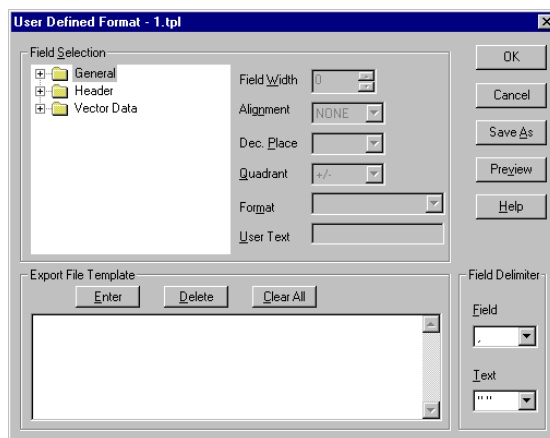 User Defined Format - 1.tpl
Field Selection
General
Header
Vector Data
Field Width 0
Alignment NONE
Dec. Place
Quadrant +/-
Format
User Text
OK
Cancel
Save As
Preview
Help
Export File Template
Enter Delete Clear All
Field Delimiter
Field
,
Text
" "